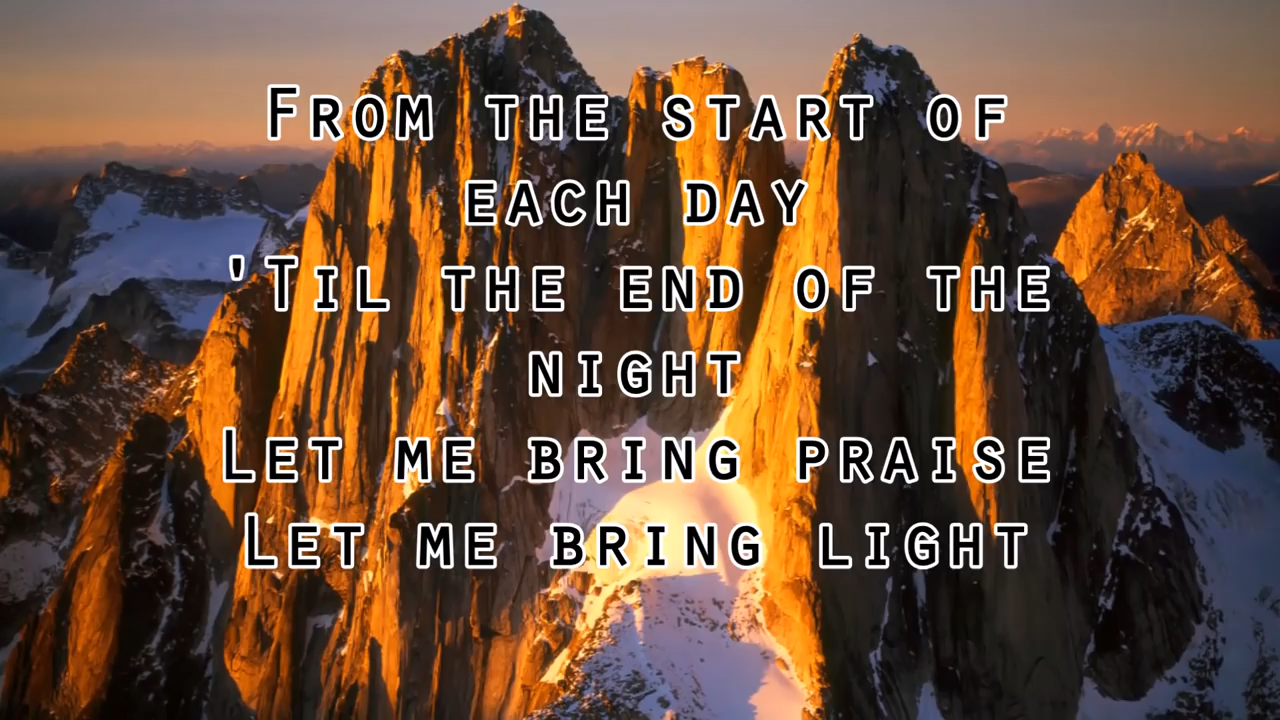 From the start of
each day
'Til the end of the
night
Let me bring praise
Let me bring light